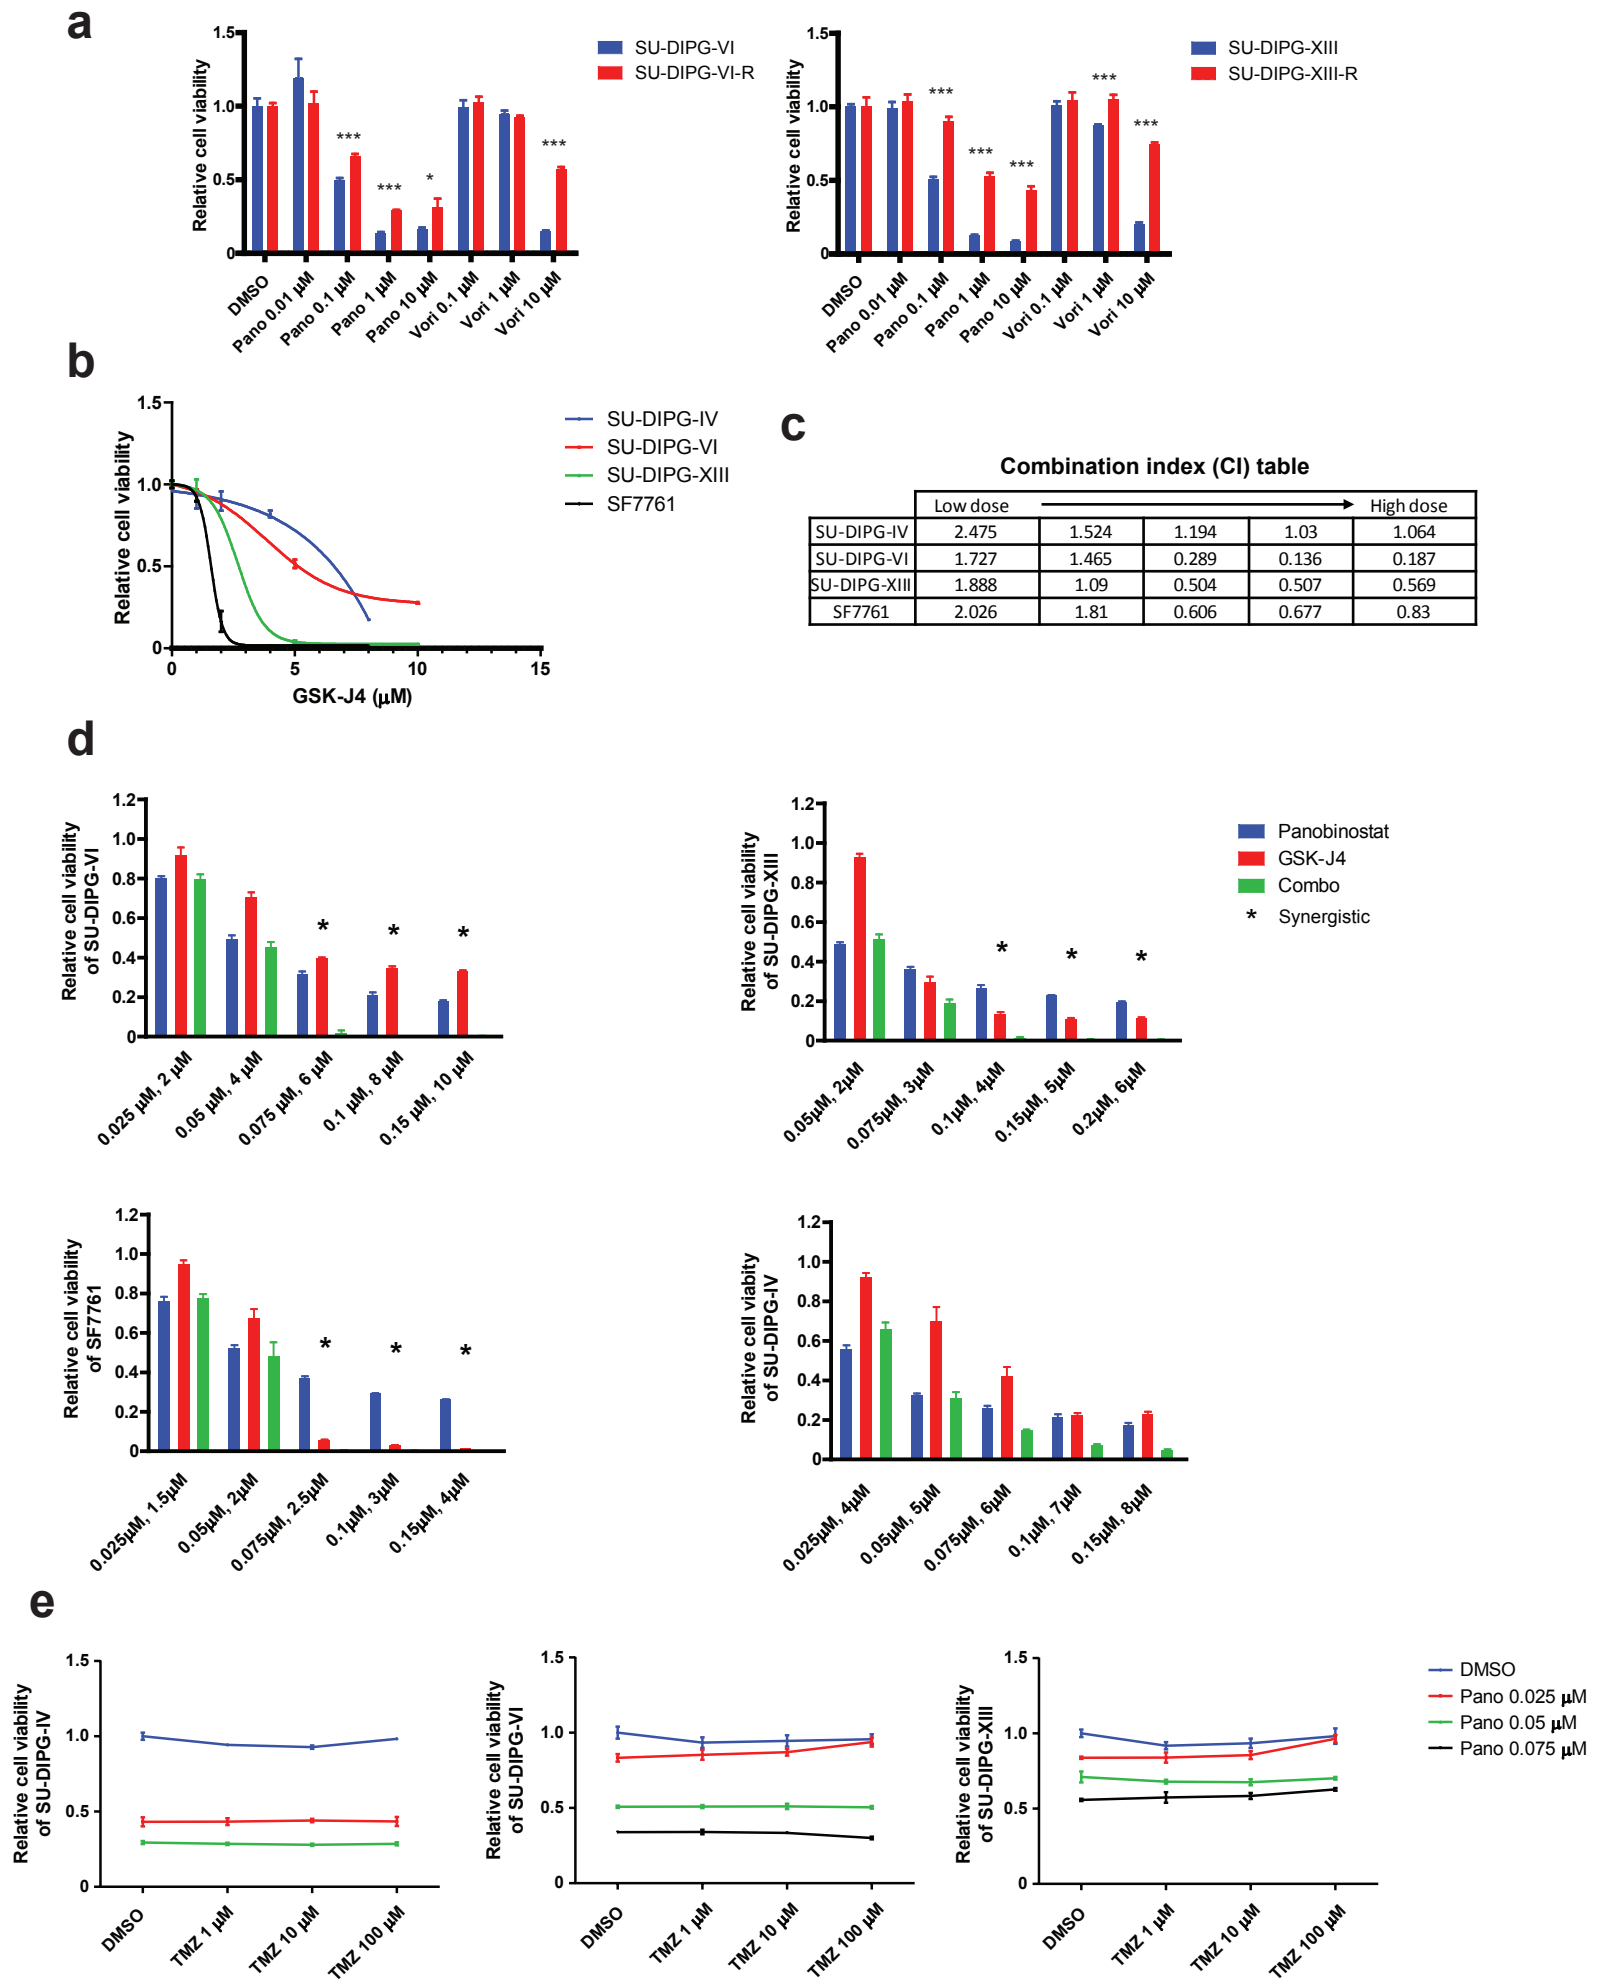 a
1.5
1.0
0.5
0
Relative cell viability
SU-DIPG-VI
SU-DIPG-VI-R
***
***
*
***
DMSO
Pano 0.01 µM
Pano 0.1 µM
Pano 1 µM
Pano 10 µM
Vori 0.1 µM
Vori 1 µM
Vori 10 µM
1.5
1.0
0.5
0
Relative cell viability
SU-DIPG-XIII
SU-DIPG-XIII-R
***
***
***
***
***
DMSO
Pano 0.01 µM
Pano 0.1 µM
Pano 1 µM
Pano 10 µM
Vori 0.1 µM
Vori 1 µM
Vori 10 µM
b
1.5
1.0
0.5
0
Relative cell viability
SU-DIPG-IV
SU-DIPG-VI
SU-DIPG-XIII
SF7761
0 5 10 15
GSK-J4 (µM)
c
Combination index (CI) table
Low dose High dose
SU-DIPG-IV 2.475 1.524 1.194 1.03 1.064
SU-DIPG-VI 1.727 1.465 0.289 0.136 0.187
SU-DIPG-XIII 1.888 1.09 0.504 0.507 0.569
SF7761 2.026 1.81 0.606 0.677 0.83
d
1.2
1.0
0.8
0.6
0.4
0.2
0
Relative cell viability
of SU-DIPG-VI
* * *
0.025 µM, 2 µM
0.05 µM, 4 µM
0.075 µM, 6 µM
0.1 µM, 8 µM
0.15 µM, 10 µM
1.2
1.0
0.8
0.6
0.4
0.2
0
Relative cell viability
of SU-DIPG-XIII
* * *
0.05µM, 2µM
0.075µM, 3µM
0.1µM, 4µM
0.15µM, 5µM
0.2µM, 6µM
Panobinostat
GSK-J4
Combo
* Synergistic
1.2
1.0
0.8
0.6
0.4
0.2
0
Relative cell viability
of SF7761
* * *
0.025µM, 1.5µM
0.05µM, 2µM
0.075µM, 2.5µM
0.1µM, 3µM
0.15µM, 4µM
1.2
1.0
0.8
0.6
0.4
0.2
0
Relative cell viabiity
of SU-DIPG-IV
0.025µM, 4µM
0.05µM, 5µM
0.075µM, 6µM
0.1µM, 7µM
0.15µM, 8µM
e
1.5
1.0
0.5
0
Relative cell viability
of SU-DIPG-IV
DMSO
TMZ 1 µM
TMZ 10 µM
TMZ 100 µM
1.5
1.0
0.5
0
Relative cell viability
of SU-DIPG-VI
DMSO
TMZ 1 µM
TMZ 10 µM
TMZ 100 µM
1.5
1.0
0.5
0
Relative cell viability
of SU-DIPG-XIII
DMSO
TMZ 1 µM
TMZ 10 µM
TMZ 100 µM
DMSO
Pano 0.025 µM
Pano 0.05 µM
Pano 0.075 µM